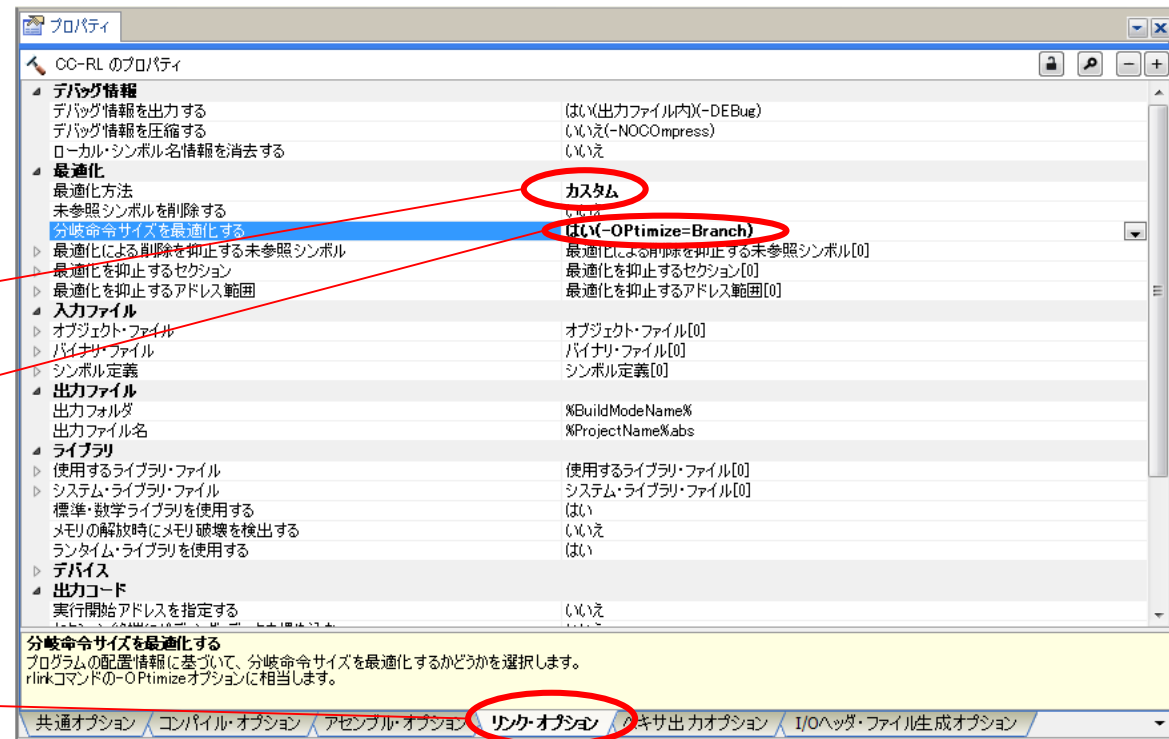 プロパティ
CC-RL のプロパティ
デバッグ情報
デバッグ情報を出力する はい(出力ファイル内)(-DEBug)
デバッグ情報を圧縮する いいえ(-NOCOmpress)
ローカル・シンボル名情報を消去する いいえ
最適化
最適化方法 カスタム
未参照シンボルを削除する いいえ
分岐命令サイズを最適化する はい(-OPtimize=Branch)
最適化による削除を抑止する未参照シンボル 最適化による削除を抑止する未参照シンボル[0]
最適化を抑止するセクション 最適化を抑止するセクション[0]
最適化を抑止するアドレス範囲 最適化を抑止するアドレス範囲[0]
入力ファイル
オブジェクト・ファイル オブジェクト・ファイル[0]
バイナリ・ファイル バイナリ・ファイル[0]
シンボル定義 シンボル定義[0]
出力ファイル
出力フォルダ %BuildModeName%
出力ファイル名 %ProjectName%.abs
ライブラリ
使用するライブラリ・ファイル 使用するライブラリ・ファイル[0]
システム・ライブラリ・ファイル システム・ライブラリ・ファイル[0]
標準・数学ライブラリを使用する はい
メモリの解放時にメモリ破壊を検出する いいえ
ランタイム・ライブラリを使用する はい
デバイス
出力コード
実行開始アドレスを指定する いいえ
分岐命令サイズを最適化する
プログラムの配置情報に基づいて、分岐命令サイズを最適化するかどうかを選択します。
rlinkコマンドの-OPtimizeオプションに相当します。
共通オプション コンパイル・オプション アセンブル・オプション リンク・オプション ヘキサ出力オプション I/Oヘッダ・ファイル生成オプション